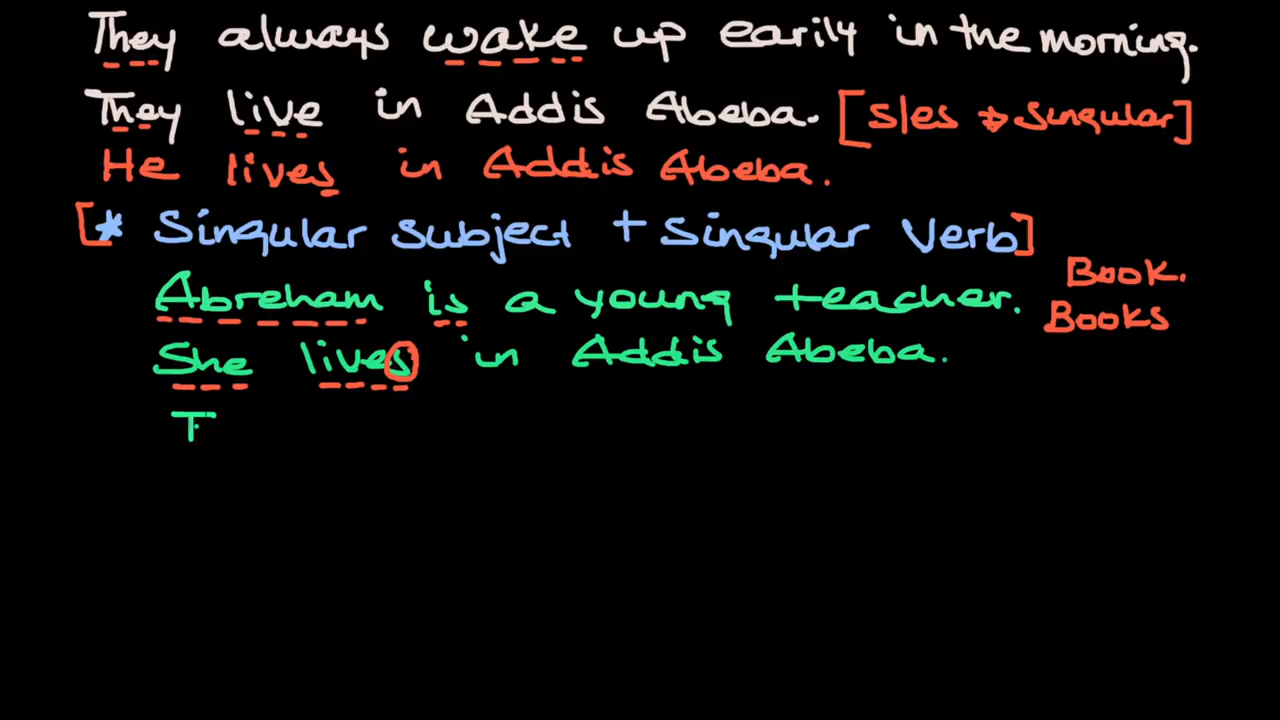 They always wake up earily in the morning.
They live in Addis Abeba. [s/es → Singular]
He lives in Addis Abeba.
[* Singular subject + Singular Verb]
Book.
Abreham is a young teacher.
Books
She lives in Addis Abeba.
T